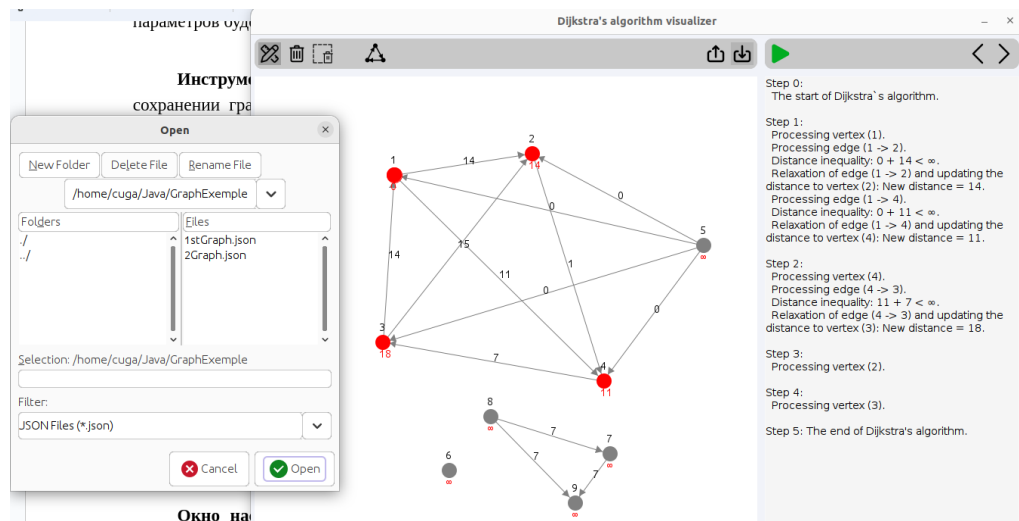 параметров буд
Инструме
сохранении гра
Окно нас
Dijkstra's algorithm visualizer
Open
New Folder
Delete File
Rename File
/home/cuga/Java/GraphExemple
Folders
Files
./
../
1stGraph.json
2Graph.json
Selection: /home/cuga/Java/GraphExemple
Filter:
JSON Files (*.json)
Cancel
Open
1
14
2
14
0
0
5
∞
15
14
11
1
0
0
3
18
7
4
11
8
∞
7
7
7
∞
6
∞
7
9
∞
Step 0:
The start of Dijkstra`s algorithm.
Step 1:
Processing vertex (1).
Processing edge (1 -> 2).
Distance inequality: 0 + 14 < ∞.
Relaxation of edge (1 -> 2) and updating the
distance to vertex (2): New distance = 14.
Processing edge (1 -> 4).
Distance inequality: 0 + 11 < ∞.
Relaxation of edge (1 -> 4) and updating the
distance to vertex (4): New distance = 11.
Step 2:
Processing vertex (4).
Processing edge (4 -> 3).
Distance inequality: 11 + 7 < ∞.
Relaxation of edge (4 -> 3) and updating the
distance to vertex (3): New distance = 18.
Step 3:
Processing vertex (2).
Step 4:
Processing vertex (3).
Step 5: The end of Dijkstra's algorithm.